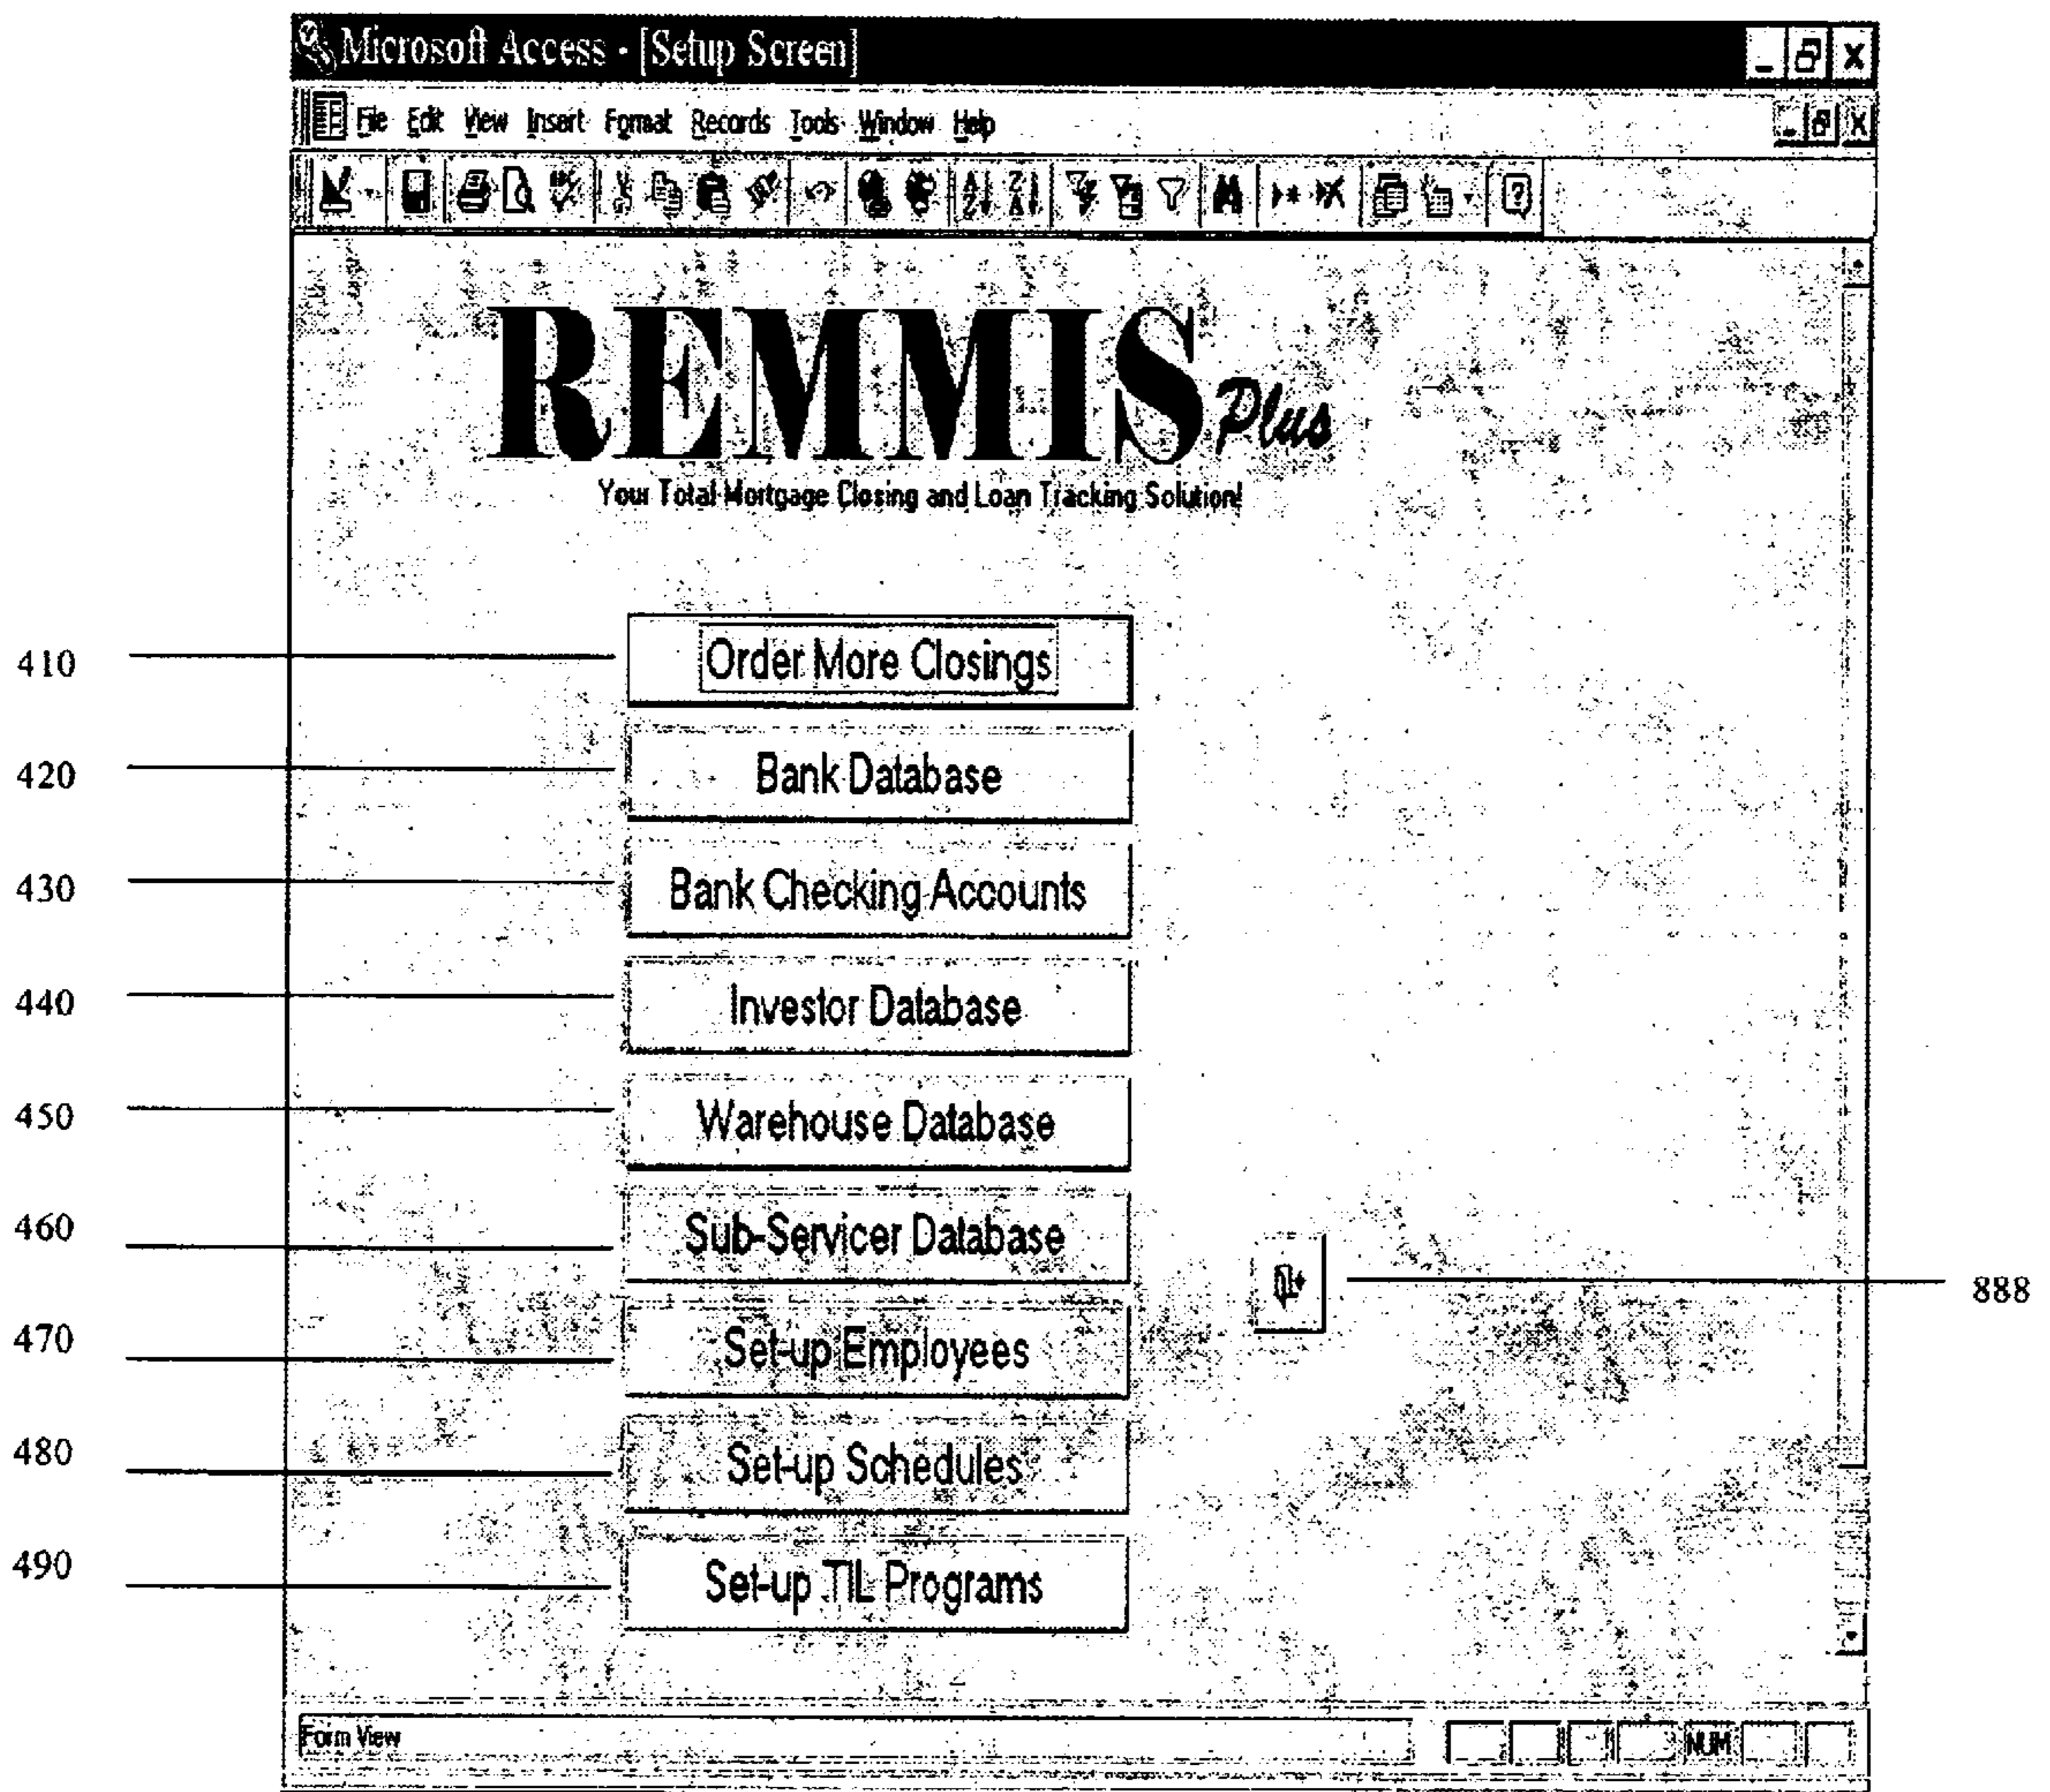 Microsoft Access - [Setup Screen]
File Edit View Insert Format Records Tools Window Help
REMMIS Plus
Your Total Mortgage Closing and Loan Tracking Solution!
410 Order More Closings
420 Bank Database
430 Bank Checking Accounts
440 Investor Database
450 Warehouse Database
460 Sub-Servicer Database
888
470 Set-up Employees
480 Set-up Schedules
490 Set-up TIL Programs
Form View NUM